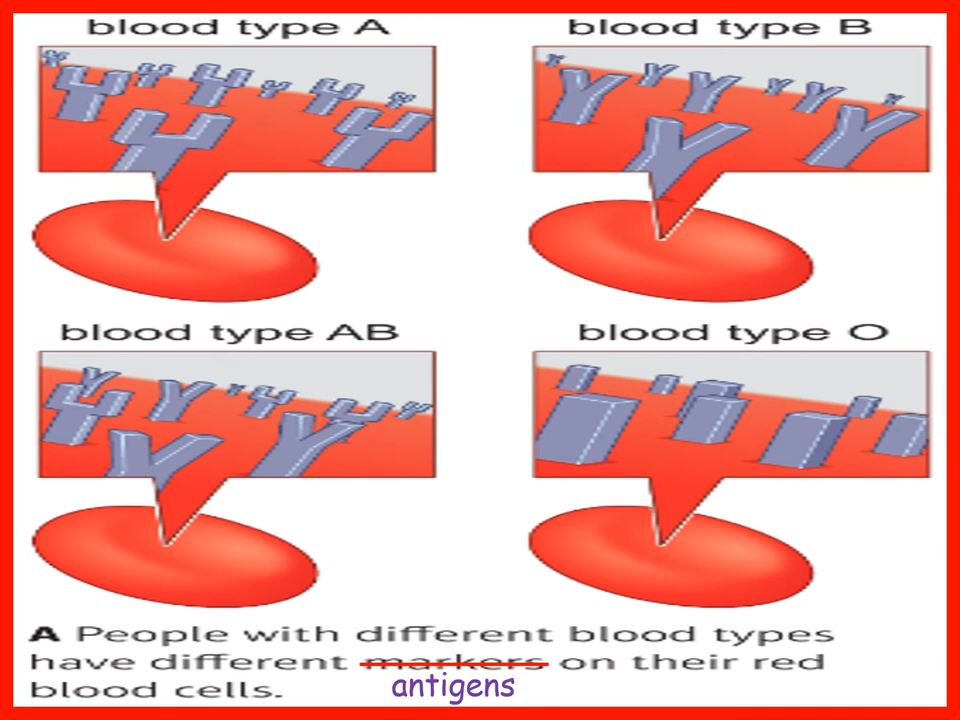 blood type A
blood type B
blood type AB
blood type O
A People with different blood types
have different markers on their red
blood cells.
antigens